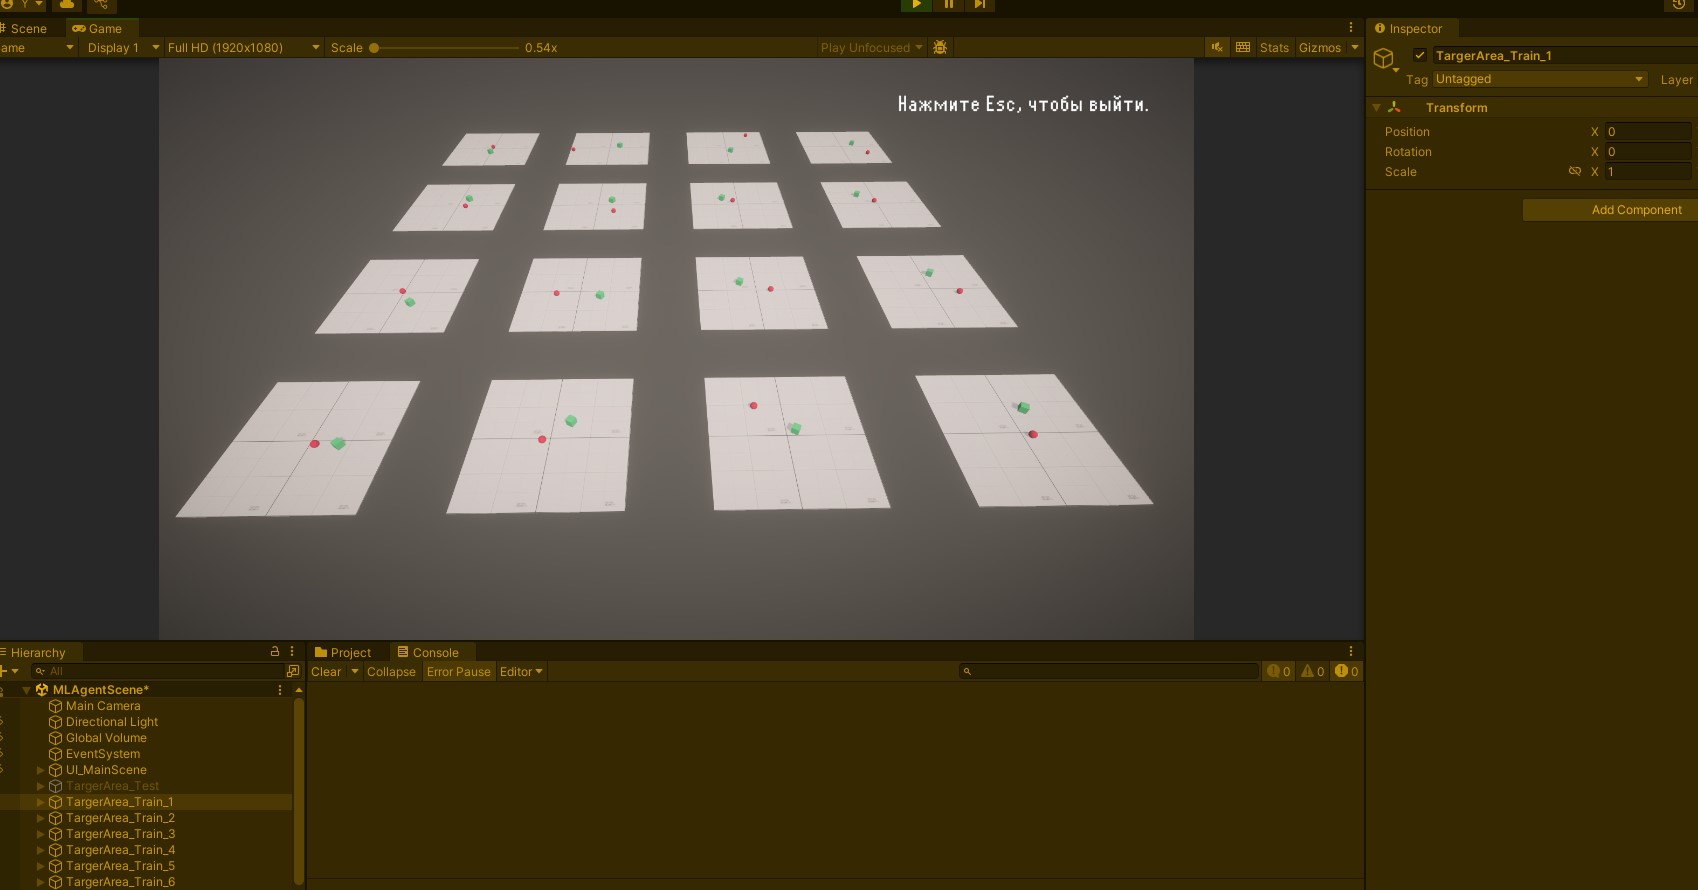 Y
Scene
Game
ame
Display 1
Full HD (1920x1080)
Scale
0.54x
Play Unfocused
Stats
Gizmos
Нажмите Esc, чтобы выйти.
Inspector
TargerArea_Train_1
Tag
Untagged
Layer
Transform
Position
X
0
Rotation
X
0
Scale
X
1
Add Component
Hierarchy
All
MLAgentScene*
Main Camera
Directional Light
Global Volume
EventSystem
UI_MainScene
TargerArea_Test
TargerArea_Train_1
TargerArea_Train_2
TargerArea_Train_3
TargerArea_Train_4
TargerArea_Train_5
TargerArea_Train_6
Project
Console
Clear
Collapse
Error Pause
Editor
0
0
0